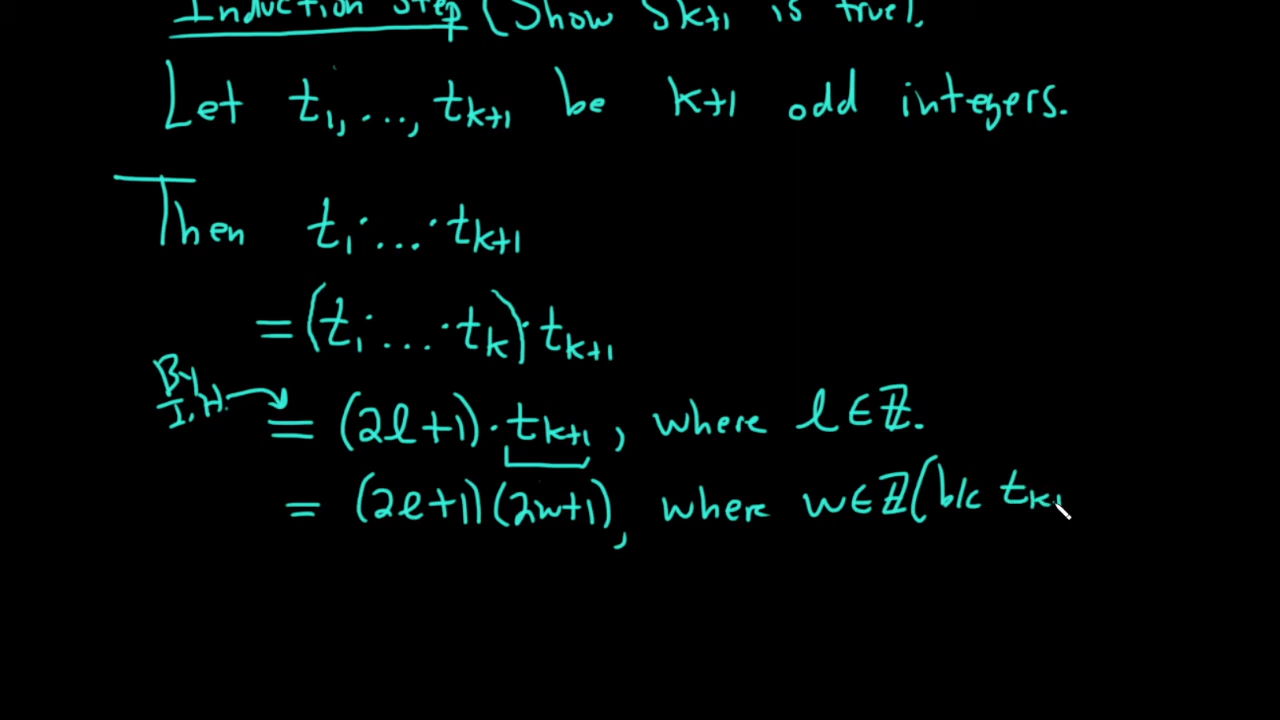 Induction Step (Show Sk+1 is true).
Let t1, ..., tk+1 be k+1 odd integers.
Then t1·...·tk+1
=(t1·...·tk)·tk+1
By
I.H.
= (2l+1)·tk+1, where l∈ℤ.
= (2l+1)(2w+1), where w∈ℤ(b/c tk+